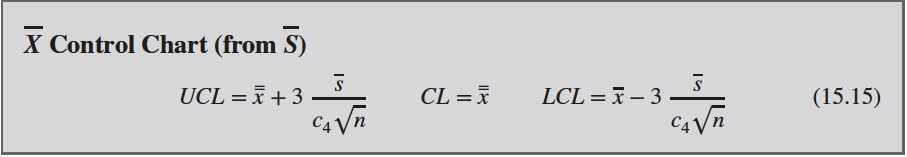 X̅ Control Chart (from S̅)
UCL = x̿ + 3 s̅ / (c₄√n)    CL = x̿    LCL = x̿ – 3 s̅ / (c₄√n)    (15.15)